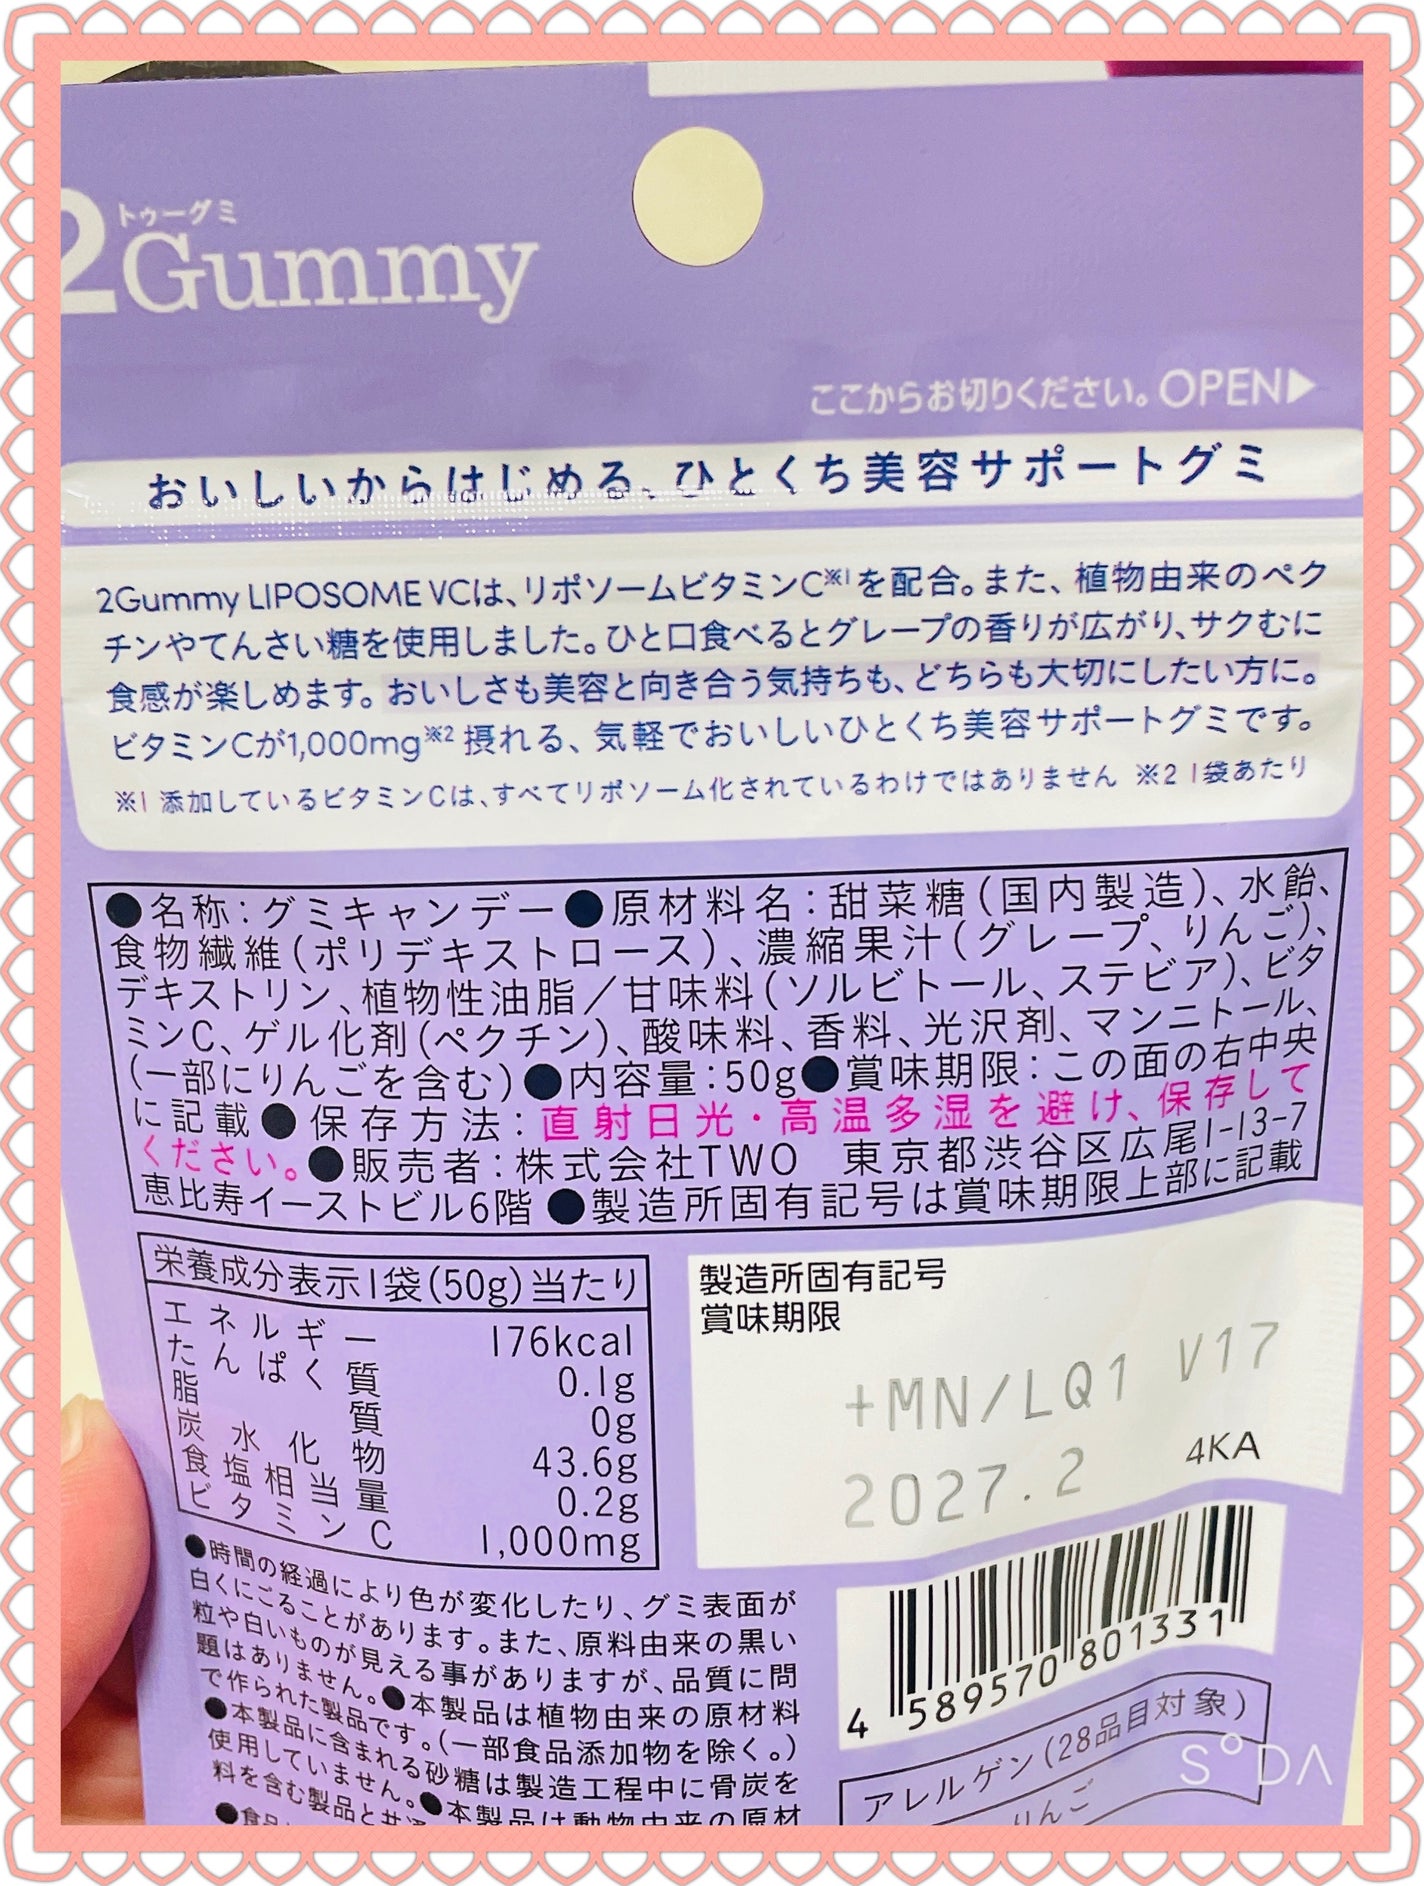 トゥーグミ
2Gummy
ここからお切りください。OPEN▶
おいしいからはじめる、ひとくち美容サポートグミ
2Gummy LIPOSOME VCは、リポソームビタミンC※1を配合。また、植物由来のペク
チンやてんさい糖を使用しました。ひと口食べるとグレープの香りが広がり、サクむに
食感が楽しめます。おいしさも美容と向き合う気持ちも、どちらも大切にしたい方に。
ビタミンCが1,000mg※2 摂れる、気軽でおいしいひとくち美容サポートグミです。
※1 添加しているビタミンCは、すべてリポソーム化されているわけではありません ※2 1袋あたり
●名称：グミキャンデー●原材料名：甜菜糖（国内製造）、水飴、
食物繊維（ポリデキストロース）、濃縮果汁（グレープ、りんご）、
デキストリン、植物性油脂／甘味料（ソルビトール、ステビア）、ビタ
ミンC、ゲル化剤（ペクチン）、酸味料、香料、光沢剤、マンニトール、
（一部にりんごを含む）●内容量：50g●賞味期限：この面の右中央
に記載●保存方法：直射日光・高温多湿を避け、保存して
ください。●販売者：株式会社TWO 東京都渋谷区広尾1-13-7
恵比寿イーストビル6階 ●製造所固有記号は賞味期限上部に記載
栄養成分表示1袋(50g)当たり
エネルギー 176kcal
たんぱく質 0.1g
脂質 0g
炭水化物 43.6g
食塩相当量 0.2g
ビタミンC 1,000mg
製造所固有記号
賞味期限
+MN/LQ1 V17
2027.2 4KA
●時間の経過により色が変化したり、グミ表面が
白くにごることがあります。また、原料由来の黒い
粒や白いものが見える事がありますが、品質に問
題はありません。●本製品は植物由来の原材料
で作られた製品です。（一部食品添加物を除く。）
●本製品に含まれる砂糖は製造工程中に骨炭を
使用していません。●本製品は動物由来の原材
料を含む製品と共通
●食品
4 589570 801331
アレルゲン（28品目対象）
りんご
SODA